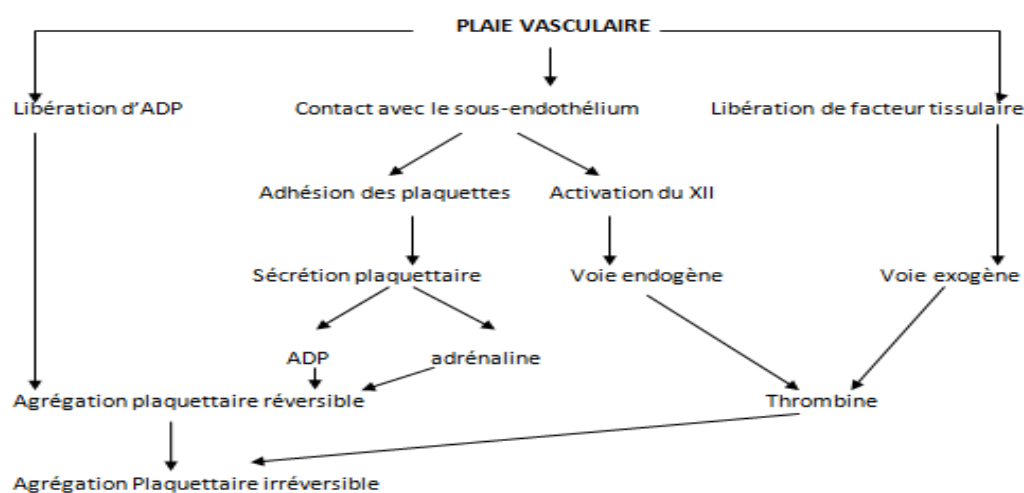 PLAIE VASCULAIRE
Libération d'ADP
Contact avec le sous-endothélium
Libération de facteur tissulaire
Adhésion des plaquettes
Activation du XII
Sécrétion plaquettaire
Voie endogène
Voie exogène
ADP
adrénaline
Agrégation plaquettaire réversible
Thrombine
Agrégation Plaquettaire irréversible